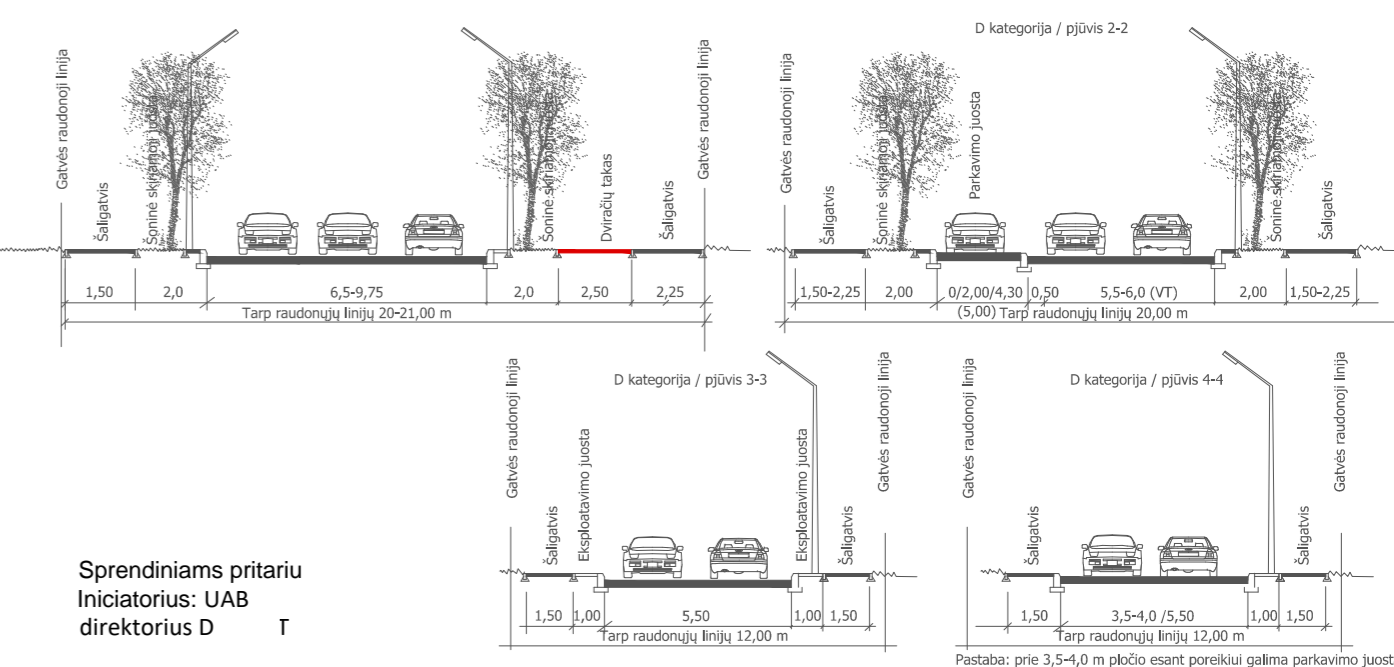 Gatvės raudonoji linija
Šaligatvis
Šoninė skiriamoji juosta
Šoninė skiriamoji juosta
Dviračių takas
Šaligatvis
Gatvės raudonoji linija
1,50 2,0 6,5-9,75 2,0 2,50 2,25
Tarp raudonųjų linijų 20-21,00 m
D kategorija / pjūvis 2-2
Gatvės raudonoji linija
Šaligatvis
Šoninė skiriamoji juosta
Parkavimo juosta
Šoninė skiriamoji juosta
Šaligatvis
1,50-2,25 2,00 0/2,00/4,30 0,50 5,5-6,0 (VT) 2,00 1,50-2,25
(5,00) Tarp raudonųjų linijų 20,00 m
D kategorija / pjūvis 3-3
Gatvės raudonoji linija
Šaligatvis
Eksploatavimo juosta
Eksploatavimo juosta
Šaligatvis
Gatvės raudonoji linija
1,50 1,00 5,50 1,00 1,50
Tarp raudonųjų linijų 12,00 m
D kategorija / pjūvis 4-4
Gatvės raudonoji linija
Šaligatvis
Šaligatvis
Gatvės raudonoji linija
1,50 3,5-4,0 /5,50 1,00 1,50
Tarp raudonųjų linijų 12,00 m
Pastaba: prie 3,5-4,0 m pločio esant poreikiui galima parkavimo juost
Sprendiniams pritariu
Iniciatorius: UAB
direktorius D T